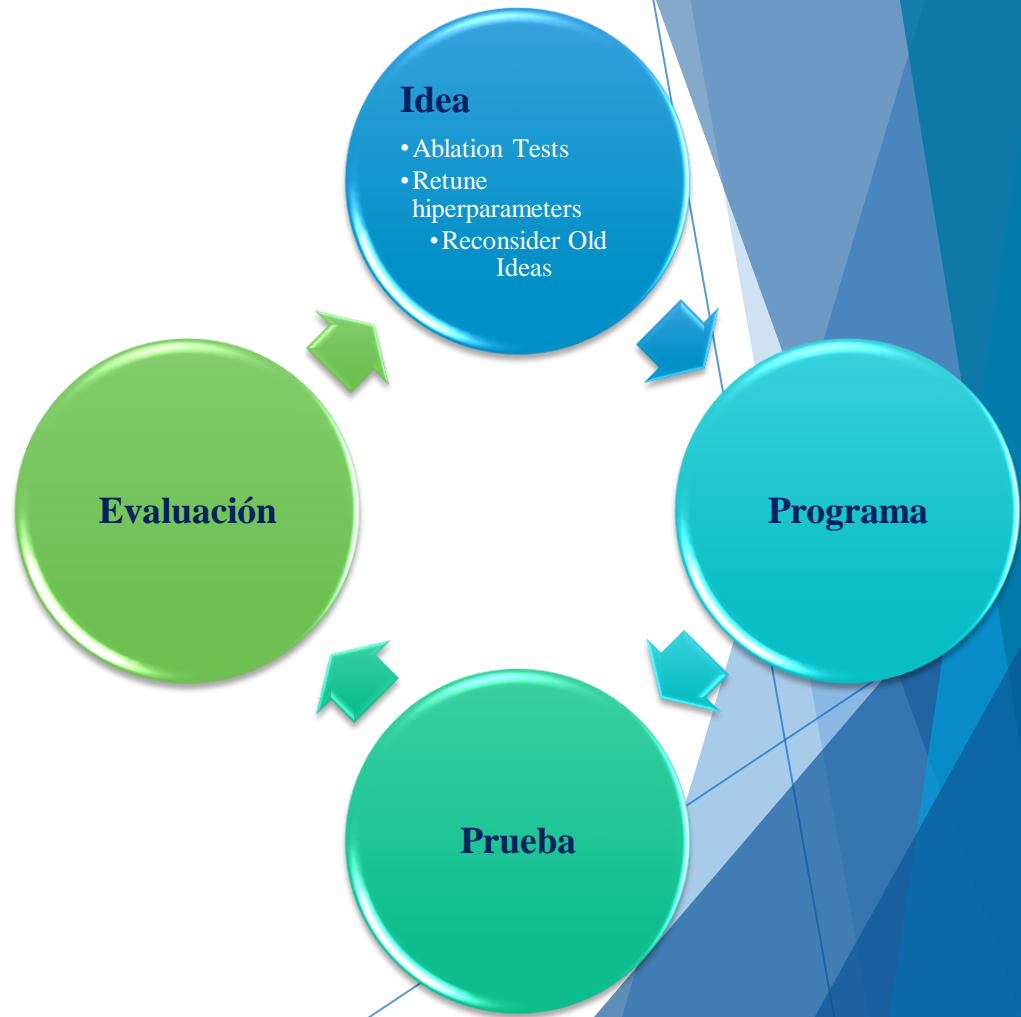 Idea
•Ablation Tests
•Retune
hiperparameters
•Reconsider Old
Ideas
Programa
Prueba
Evaluación